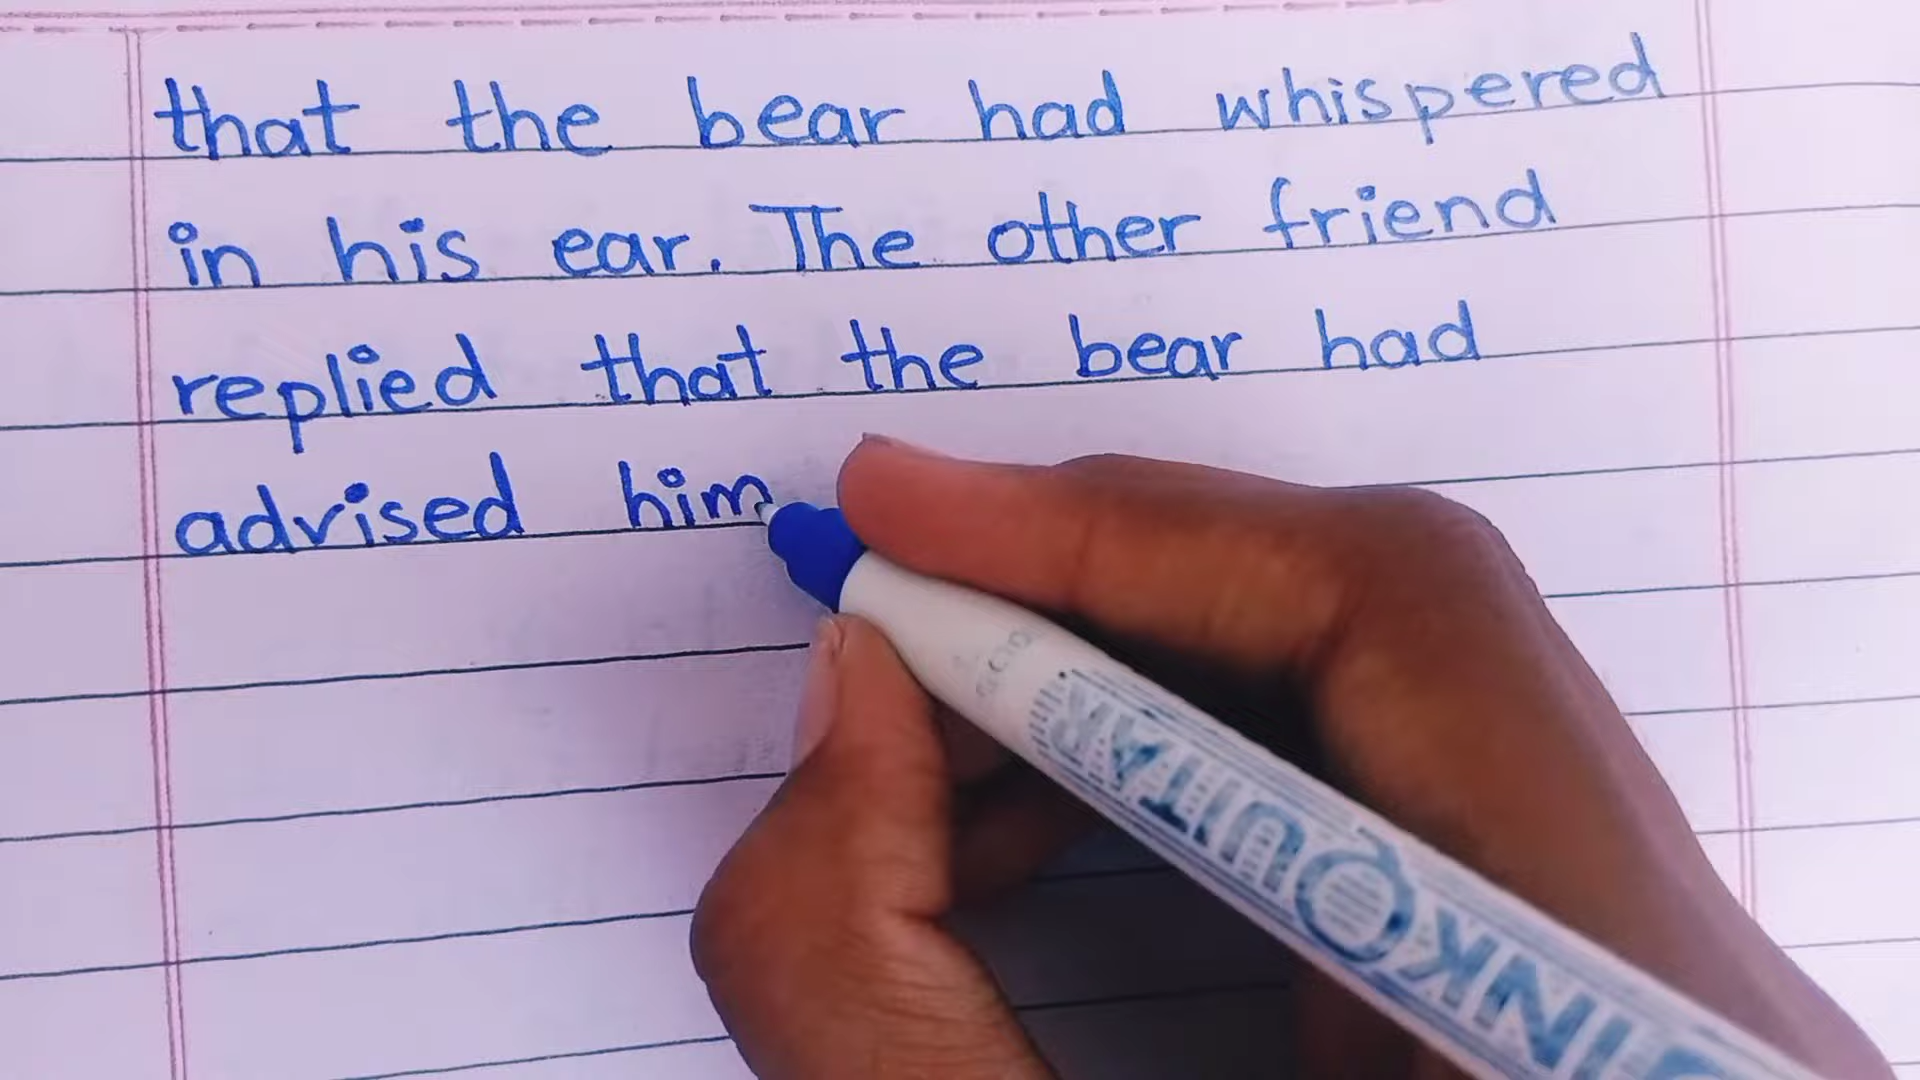 that the bear had whispered
in his ear. The other friend
replied that the bear had
advised him